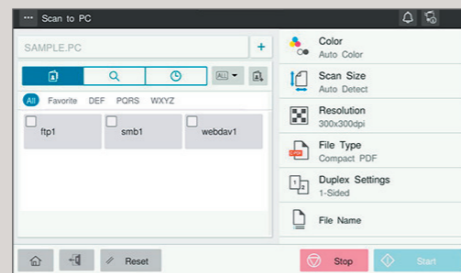 Scan to PC
SAMPLE.PC
+
ALL
All Favorite DEF PQRS WXYZ
ftp1 smb1 webdav1
Color
Auto Color
Scan Size
Auto Detect
Resolution
300x300dpi
File Type
Compact PDF
Duplex Settings
1-Sided
File Name
Reset
Stop
Start